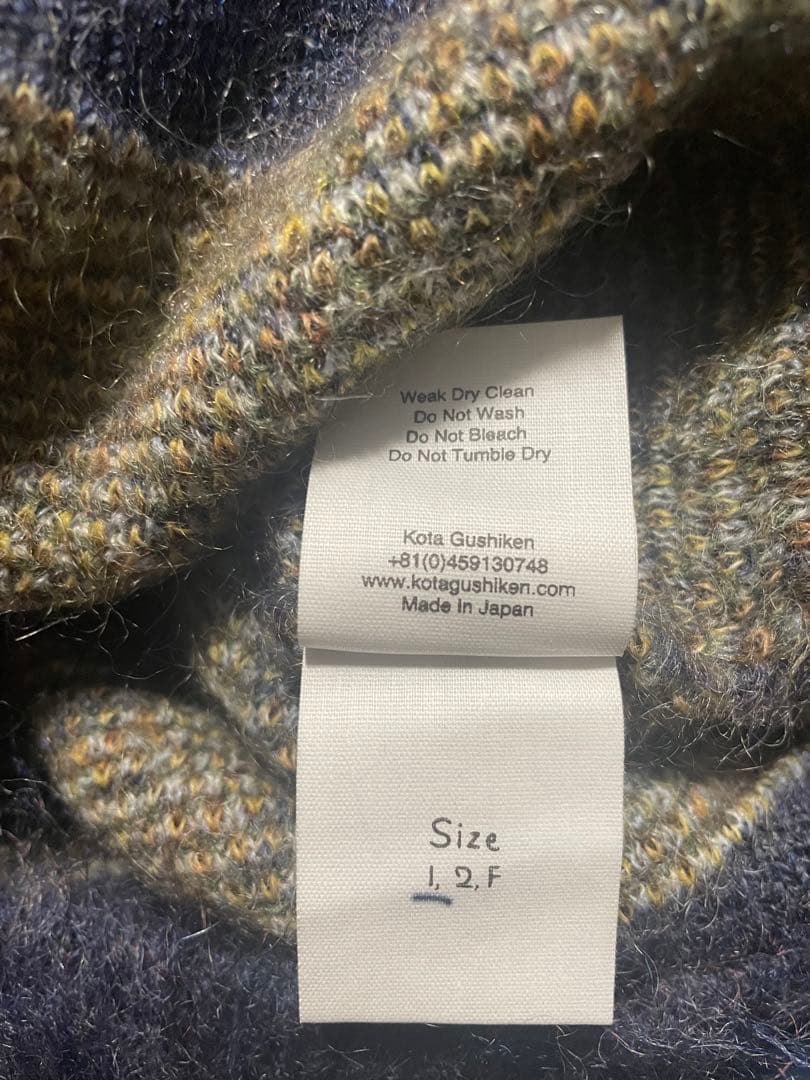 Weak Dry Clean
Do Not Wash
Do Not Bleach
Do Not Tumble Dry
Kota Gushiken
+81(0)459130748
www.kotagushiken.com
Made in Japan
Size
1, 2, F